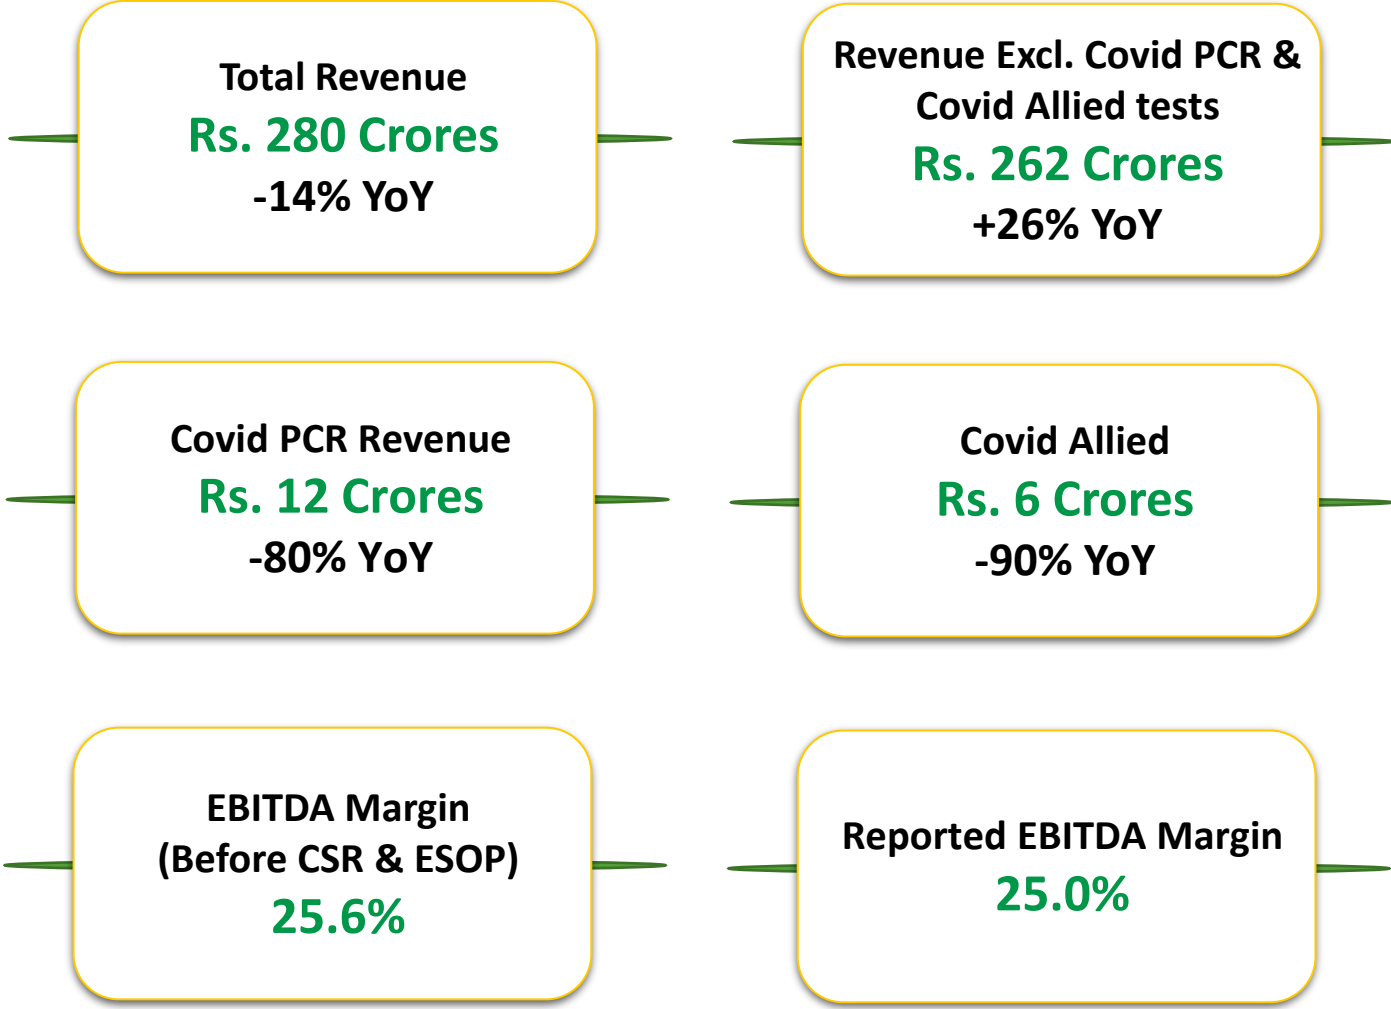 Total Revenue
Rs. 280 Crores
-14% YoY
Revenue Excl. Covid PCR &
Covid Allied tests
Rs. 262 Crores
+26% YoY
Covid PCR Revenue
Rs. 12 Crores
-80% YoY
Covid Allied
Rs. 6 Crores
-90% YoY
EBITDA Margin
(Before CSR & ESOP)
25.6%
Reported EBITDA Margin
25.0%